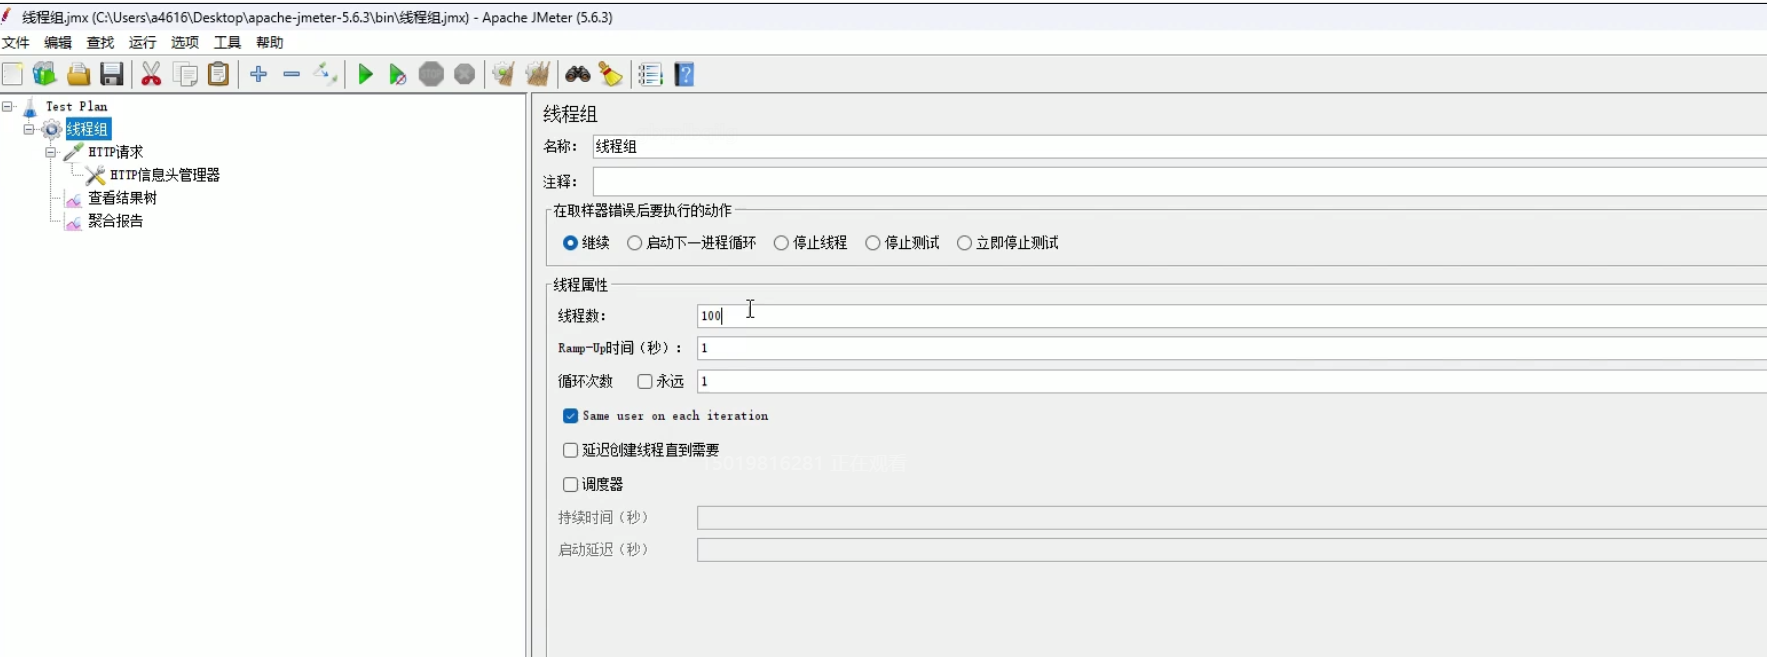 线程组.jmx (C:\Users\a4616\Desktop\apache-jmeter-5.6.3\bin\线程组.jmx) - Apache JMeter (5.6.3)
文件 编辑 查找 运行 选项 工具 帮助
Test Plan
线程组
HTTP请求
HTTP信息头管理器
查看结果树
聚合报告
线程组
名称： 线程组
注释：
在取样器错误后要执行的动作
继续 启动下一进程循环 停止线程 停止测试 立即停止测试
线程属性
线程数： 100
Ramp-Up时间（秒）： 1
循环次数 永远 1
Same user on each iteration
延迟创建线程直到需要
15019816281 正在观看
调度器
持续时间（秒）
启动延迟（秒）